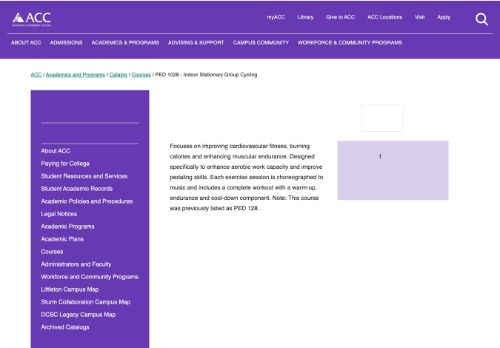 ACC
myACC Library Give to ACC ACC Locations Visit Apply
ABOUT ACC ADMISSIONS ACADEMICS & PROGRAMS ADVISING & SUPPORT CAMPUS COMMUNITY WORKFORCE & COMMUNITY PROGRAMS
ACC / Academics and Programs / Catalog / Courses / PED 1028 - Indoor Stationary Group Cycling
About ACC
Paying for College
Student Resources and Services
Student Academic Records
Academic Policies and Procedures
Legal Notices
Academic Programs
Academic Plans
Courses
Administrators and Faculty
Workforce and Community Programs
Littleton Campus Map
Sturm Collaboration Campus Map
DCSC Legacy Campus Map
Archived Catalogs
Focuses on improving cardiovascular fitness, burning
calories and enhancing muscular endurance. Designed
specifically to enhance aerobic work capacity and improve
pedaling skills. Each exercise session is choreographed to
music and includes a complete workout with a warm-up,
endurance and cool-down component. Note: This course
was previously listed as PED 128.
1